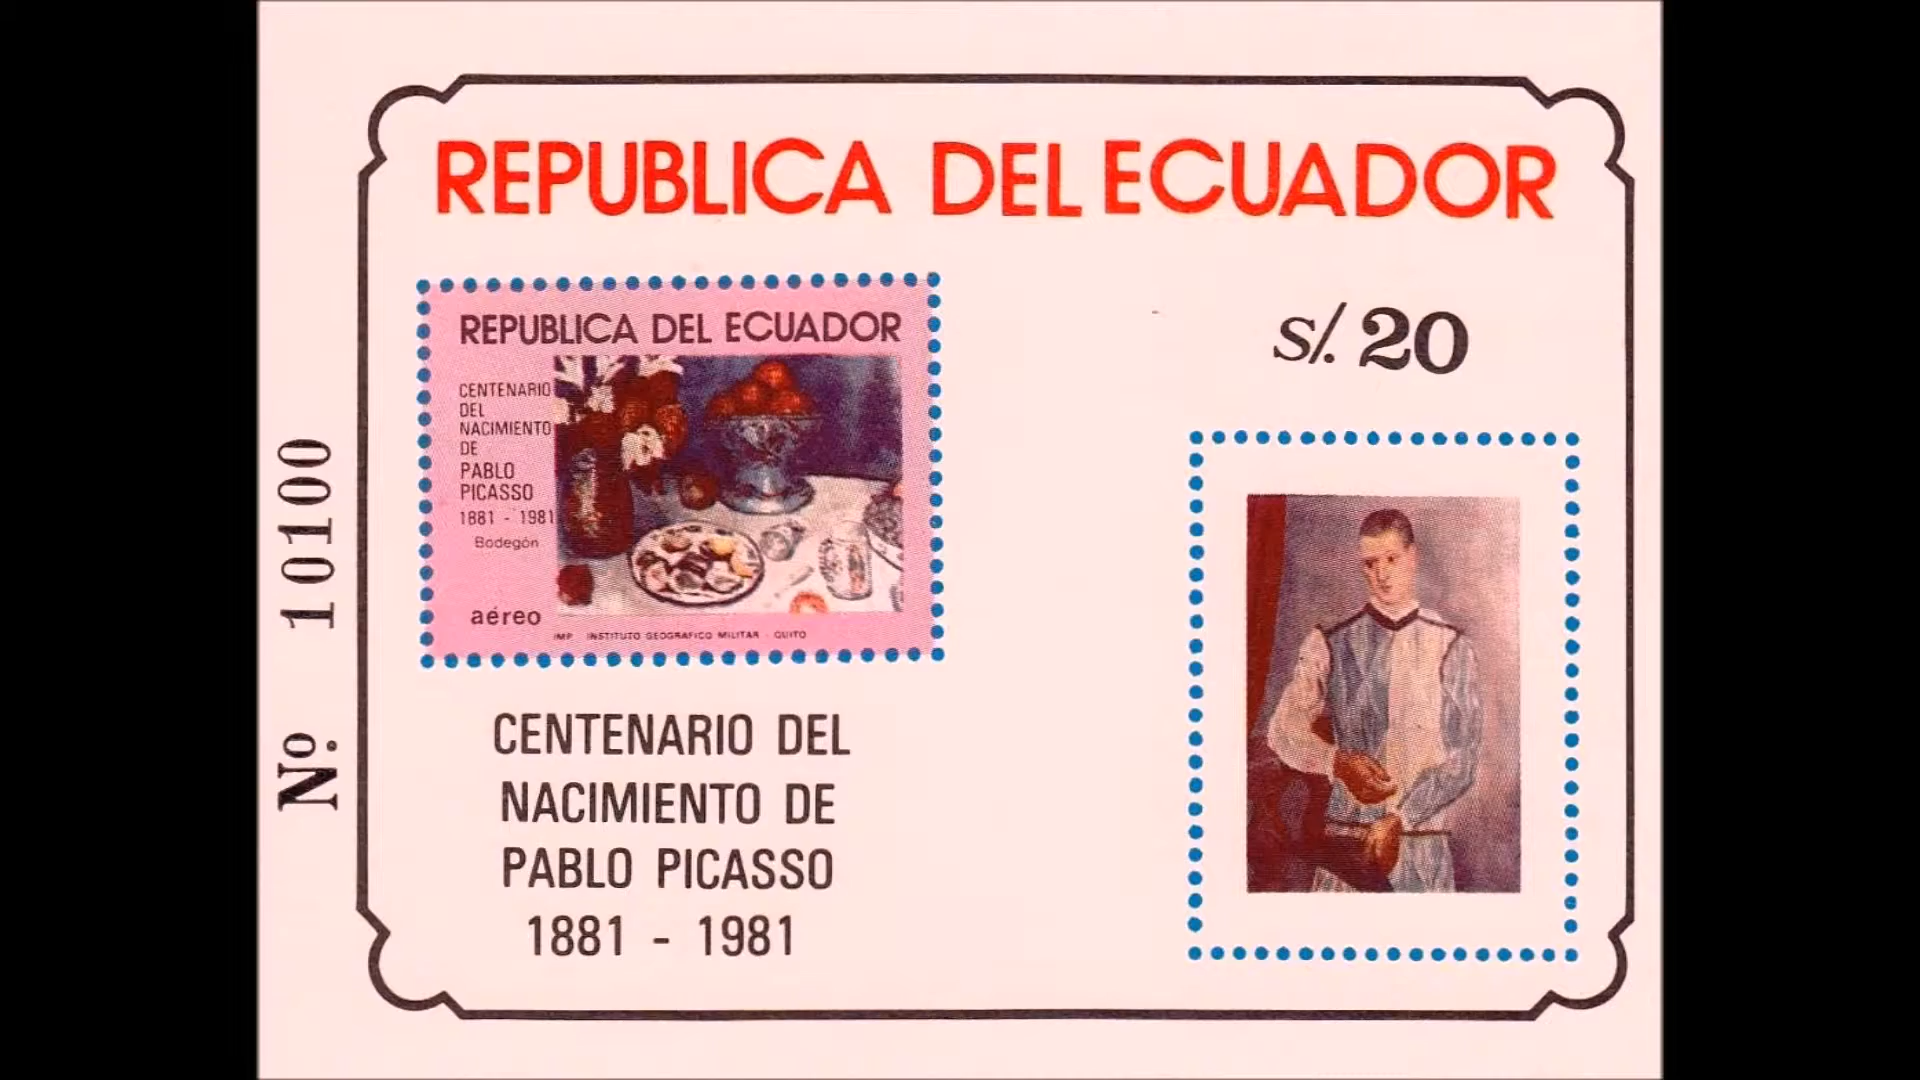 REPUBLICA DEL ECUADOR
REPUBLICA DEL ECUADOR
CENTENARIO
DEL
NACIMIENTO
DE
PABLO
PICASSO
1881 - 1981
Bodegón
aéreo
IMP. INSTITUTO GEOGRAFICO MILITAR - QUITO
S/. 20
CENTENARIO DEL
NACIMIENTO DE
PABLO PICASSO
1881 - 1981
Nº. 10100